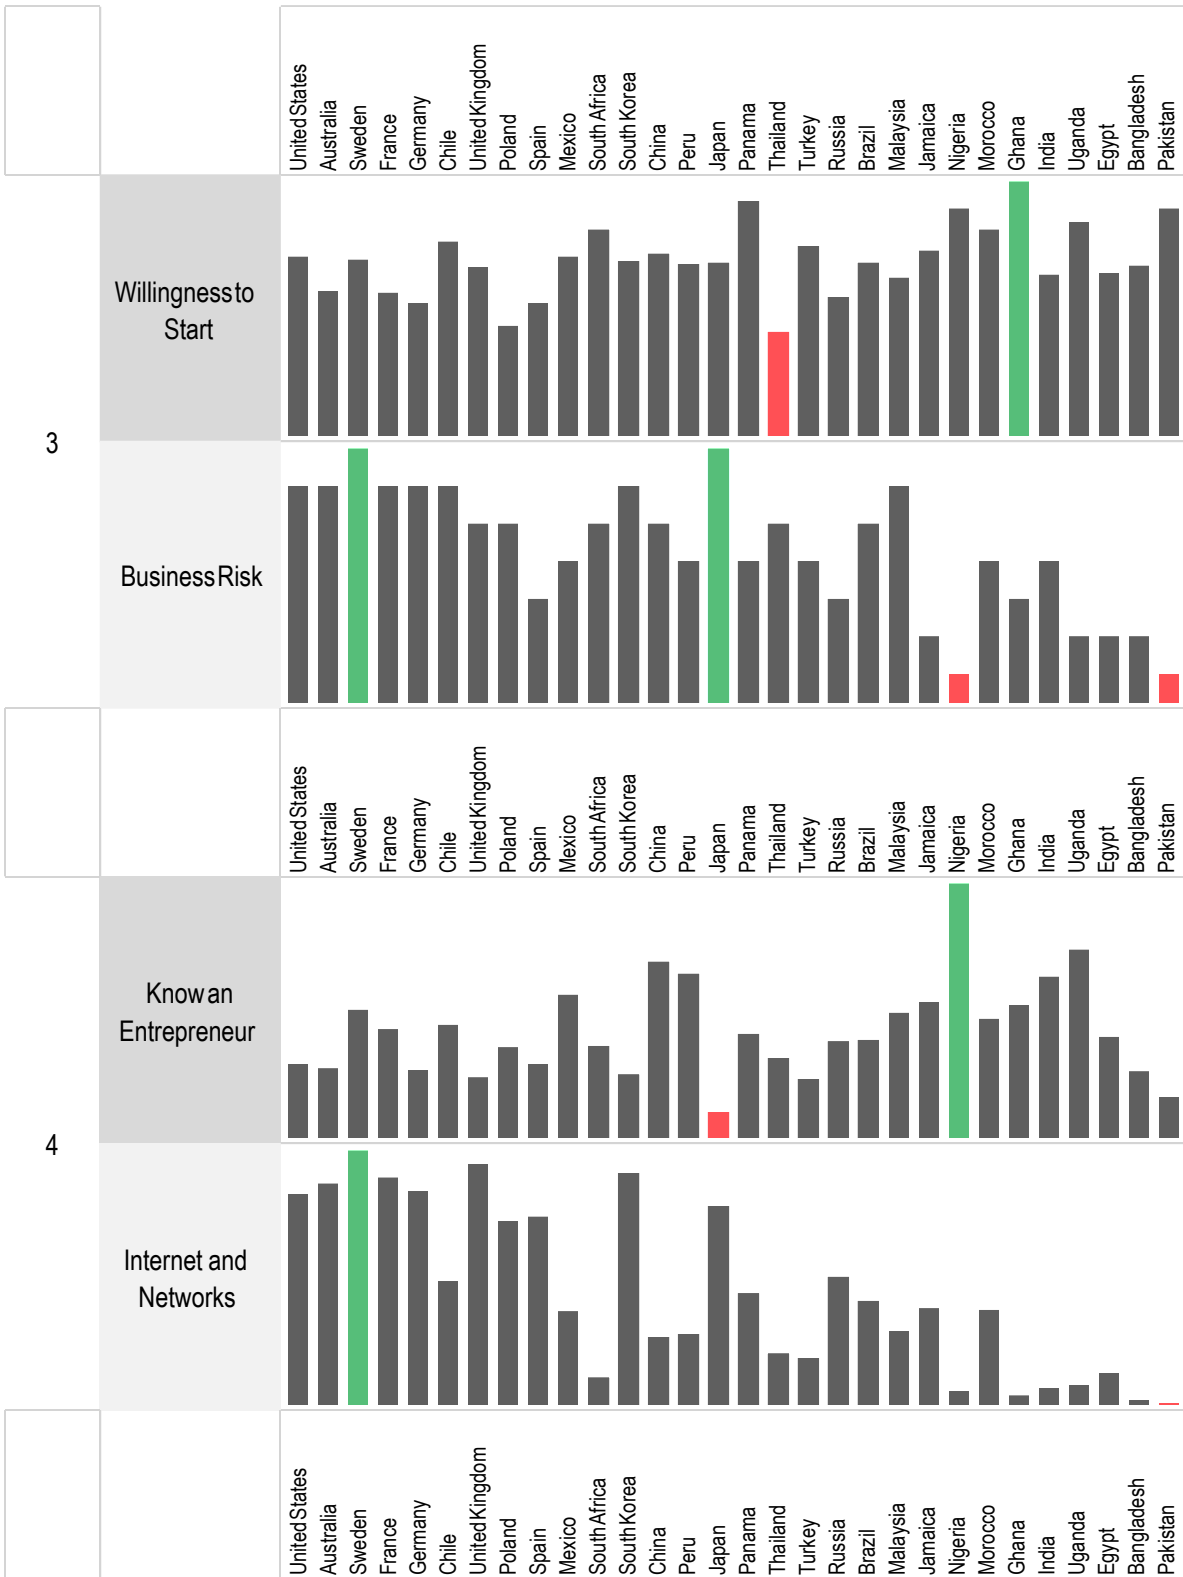 United States
Australia
Sweden
France
Germany
Chile
United Kingdom
Poland
Spain
Mexico
South Africa
South Korea
China
Peru
Japan
Panama
Thailand
Turkey
Russia
Brazil
Malaysia
Jamaica
Nigeria
Morocco
Ghana
India
Uganda
Egypt
Bangladesh
Pakistan
3
Willingness to
Start
Business Risk
United States
Australia
Sweden
France
Germany
Chile
United Kingdom
Poland
Spain
Mexico
South Africa
South Korea
China
Peru
Japan
Panama
Thailand
Turkey
Russia
Brazil
Malaysia
Jamaica
Nigeria
Morocco
Ghana
India
Uganda
Egypt
Bangladesh
Pakistan
4
Know an
Entrepreneur
Internet and
Networks
United States
Australia
Sweden
France
Germany
Chile
United Kingdom
Poland
Spain
Mexico
South Africa
South Korea
China
Peru
Japan
Panama
Thailand
Turkey
Russia
Brazil
Malaysia
Jamaica
Nigeria
Morocco
Ghana
India
Uganda
Egypt
Bangladesh
Pakistan